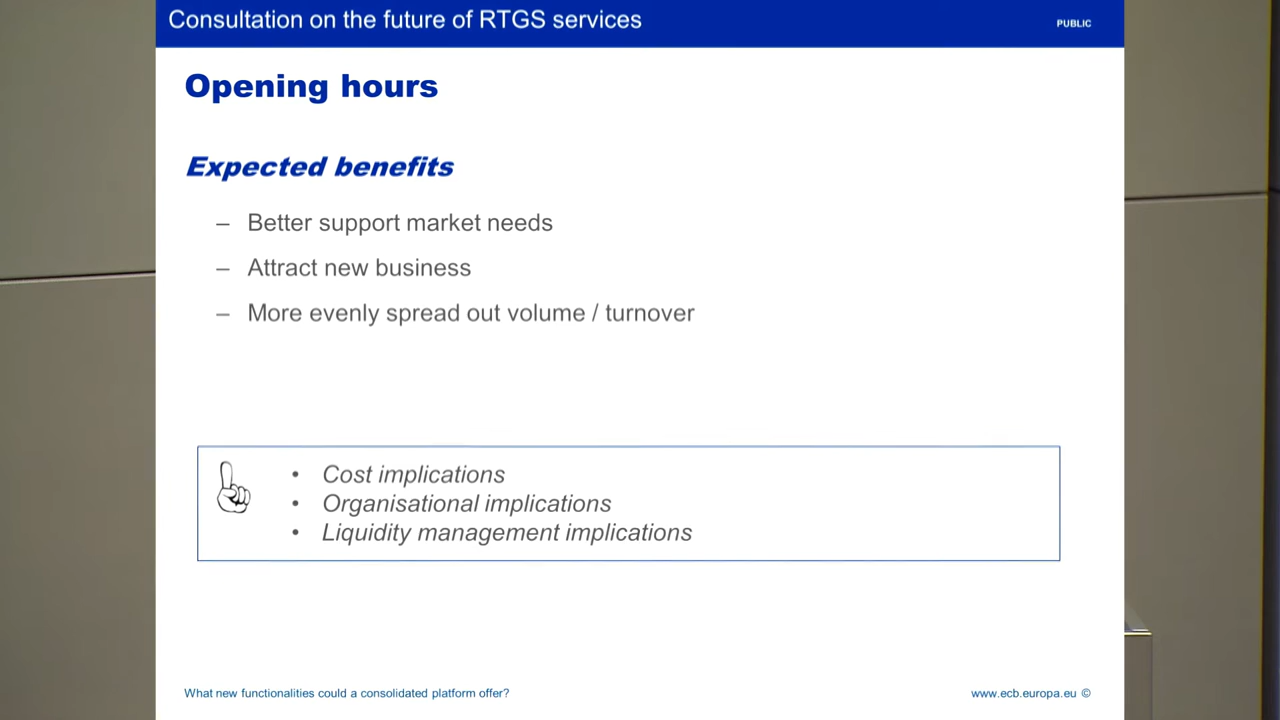 Consultation on the future of RTGS services
PUBLIC
Opening hours
Expected benefits
– Better support market needs
– Attract new business
– More evenly spread out volume / turnover
• Cost implications
• Organisational implications
• Liquidity management implications
What new functionalities could a consolidated platform offer?
www.ecb.europa.eu ©